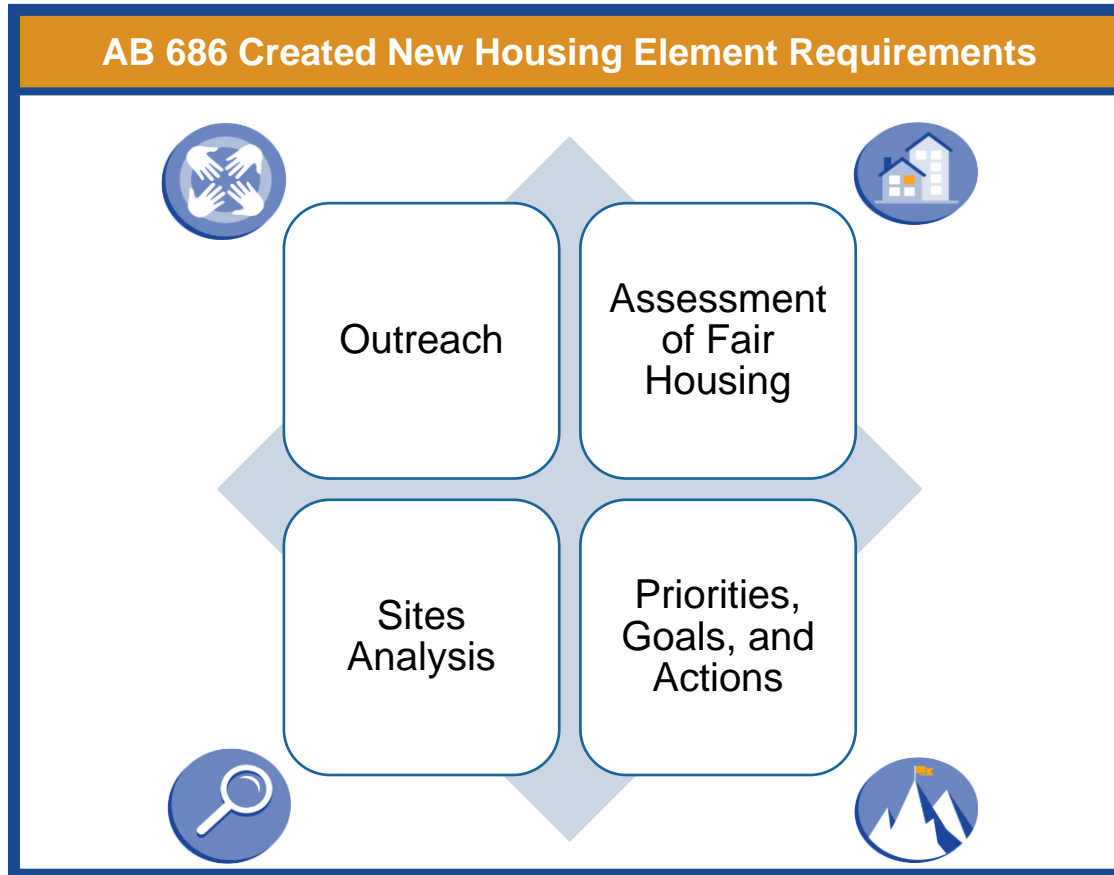 AB 686 Created New Housing Element Requirements
Outreach
Assessment
of Fair
Housing
Sites
Analysis
Priorities,
Goals, and
Actions